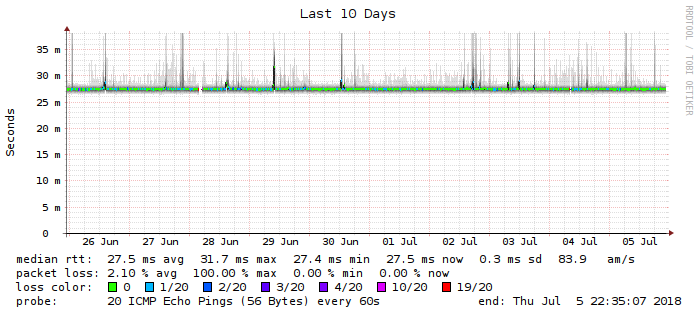 Last 10 Days
RRDTOOL / TOBI OETIKER
Seconds
35 m
30 m
25 m
20 m
15 m
10 m
5 m
0
26 Jun 27 Jun 28 Jun 29 Jun 30 Jun 01 Jul 02 Jul 03 Jul 04 Jul 05 Jul
median rtt: 27.5 ms avg 31.7 ms max 27.4 ms min 27.5 ms now 0.3 ms sd 83.9 am/s
packet loss: 2.10 % avg 100.00 % max 0.00 % min 0.00 % now
loss color: 0 1/20 2/20 3/20 4/20 10/20 19/20
probe: 20 ICMP Echo Pings (56 Bytes) every 60s end: Thu Jul 5 22:35:07 2018